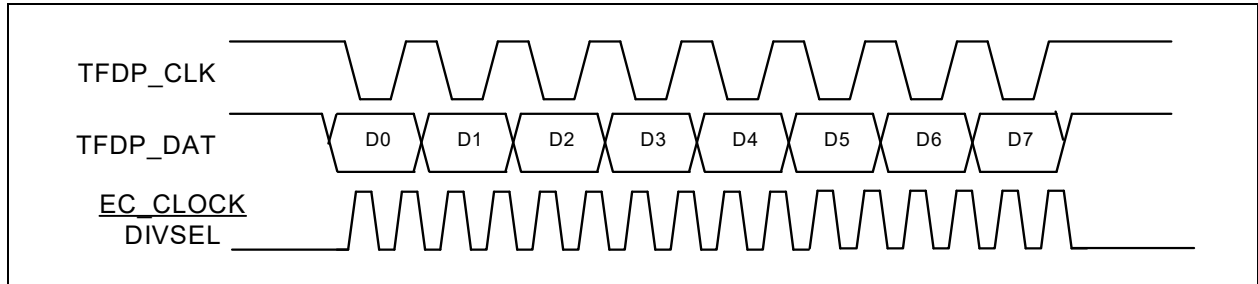 TFDP_CLK
TFDP_DAT
D0 D1 D2 D3 D4 D5 D6 D7
EC_CLOCK
DIVSEL